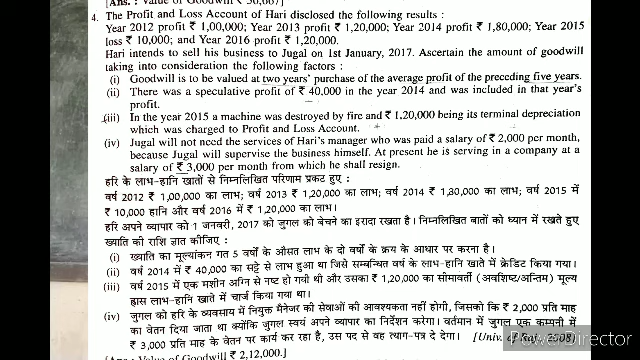 [Ans. : Value of Goodwill ₹ 56,667]
4. The Profit and Loss Account of Hari disclosed the following results :
Year 2012 profit ₹ 1,00,000; Year 2013 profit ₹ 1,20,000; Year 2014 profit ₹ 1,80,000; Year 2015
loss ₹ 10,000; and Year 2016 profit ₹ 1,20,000.
Hari intends to sell his business to Jugal on 1st January, 2017. Ascertain the amount of goodwill
taking into consideration the following factors :
(i) Goodwill is to be valued at two years' purchase of the average profit of the preceding five years.
(ii) There was a speculative profit of ₹ 40,000 in the year 2014 and was included in that year's
profit.
(iii) In the year 2015 a machine was destroyed by fire and ₹ 1,20,000 being its terminal depreciation
which was charged to Profit and Loss Account.
(iv) Jugal will not need the services of Hari's manager who was paid a salary of ₹ 2,000 per month,
because Jugal will supervise the business himself. At present he is serving in a company at a
salary of ₹ 3,000 per month from which he shall resign.
हरि के लाभ-हानि खातों से निम्नलिखित परिणाम प्रकट हुए :
वर्ष 2012 ₹ 1,00,000 का लाभ; वर्ष 2013 ₹ 1,20,000 का लाभ; वर्ष 2014 ₹ 1,80,000 का लाभ; वर्ष 2015 में
₹ 10,000 हानि और वर्ष 2016 में ₹ 1,20,000 का लाभ।
हरि अपने व्यापार को 1 जनवरी, 2017 को जुगल को बेचने का इरादा रखता है। निम्नलिखित बातों को ध्यान में रखते हुए
ख्याति की राशि ज्ञात कीजिए :
(i) ख्याति का मूल्यांकन गत 5 वर्षों के औसत लाभ के दो वर्षों के क्रय के आधार पर करना है।
(ii) वर्ष 2014 में ₹ 40,000 का सट्टे से लाभ हुआ था जिसे सम्बन्धित वर्ष के लाभ-हानि खाते में क्रेडिट किया गया।
(iii) वर्ष 2015 में एक मशीन अग्नि से नष्ट हो गयी थी और उसका ₹ 1,20,000 का सीमावर्ती (अवशिष्ट/अन्तिम) मूल्य
ह्रास लाभ-हानि खाते में चार्ज किया गया था।
(iv) जुगल को हरि के व्यवसाय में नियुक्त मैनेजर की सेवाओं की आवश्यकता नहीं होगी, जिसको कि ₹ 2,000 प्रति माह
का वेतन दिया जाता था क्योंकि जुगल स्वयं अपने व्यापार का निर्देशन करेगा। वर्तमान में जुगल एक कम्पनी में
₹ 3,000 प्रति माह के वेतन पर कार्य कर रहा है, उस पद से वह त्याग-पत्र दे देगा। [Univ. of Raj., 2008]
[Ans. : Value of Goodwill ₹ 2,12,000.]
PowerDirector